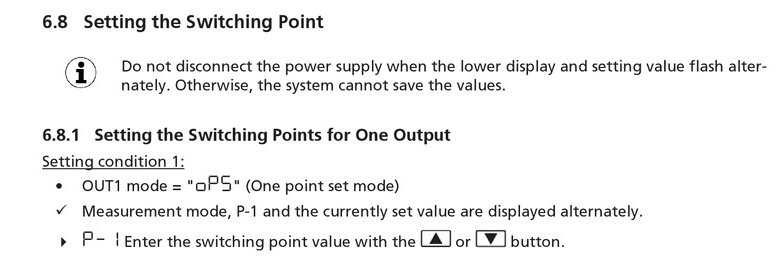 6.8 Setting the Switching Point
Do not disconnect the power supply when the lower display and setting value flash alter-
nately. Otherwise, the system cannot save the values.
6.8.1 Setting the Switching Points for One Output
Setting condition 1:
• OUT1 mode = "oPS" (One point set mode)
✓ Measurement mode, P-1 and the currently set value are displayed alternately.
P-1 Enter the switching point value with the ▲ or ▼ button.